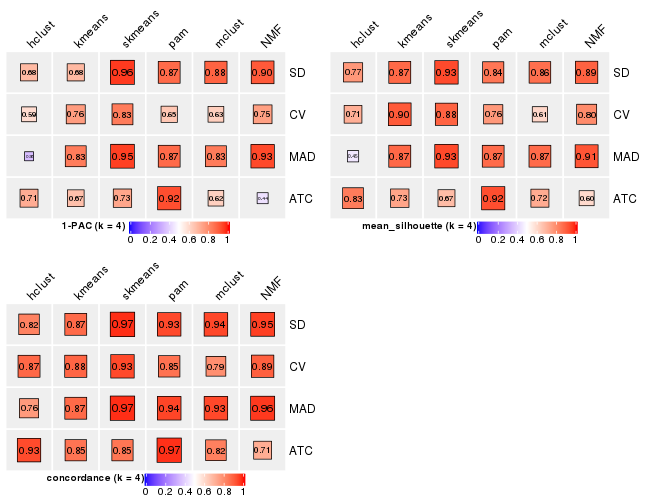 hclust kmeans skmeans pam mclust NMF
0.68 0.68 0.96 0.87 0.88 0.90 SD
0.59 0.76 0.83 0.65 0.63 0.75 CV
0.83 0.95 0.87 0.83 0.93 MAD
0.71 0.67 0.73 0.92 0.62 0.44 ATC
1-PAC (k = 4)
0 0.2 0.4 0.6 0.8 1
hclust kmeans skmeans pam mclust NMF
0.77 0.87 0.93 0.84 0.86 0.89 SD
0.71 0.90 0.88 0.76 0.61 0.80 CV
0.45 0.87 0.93 0.87 0.87 0.91 MAD
0.83 0.73 0.67 0.92 0.72 0.60 ATC
mean_silhouette (k = 4)
0 0.2 0.4 0.6 0.8 1
hclust kmeans skmeans pam mclust NMF
0.82 0.87 0.97 0.93 0.94 0.95 SD
0.87 0.88 0.93 0.85 0.79 0.89 CV
0.76 0.87 0.97 0.94 0.93 0.96 MAD
0.93 0.85 0.85 0.97 0.82 0.71 ATC
concordance (k = 4)
0 0.2 0.4 0.6 0.8 1